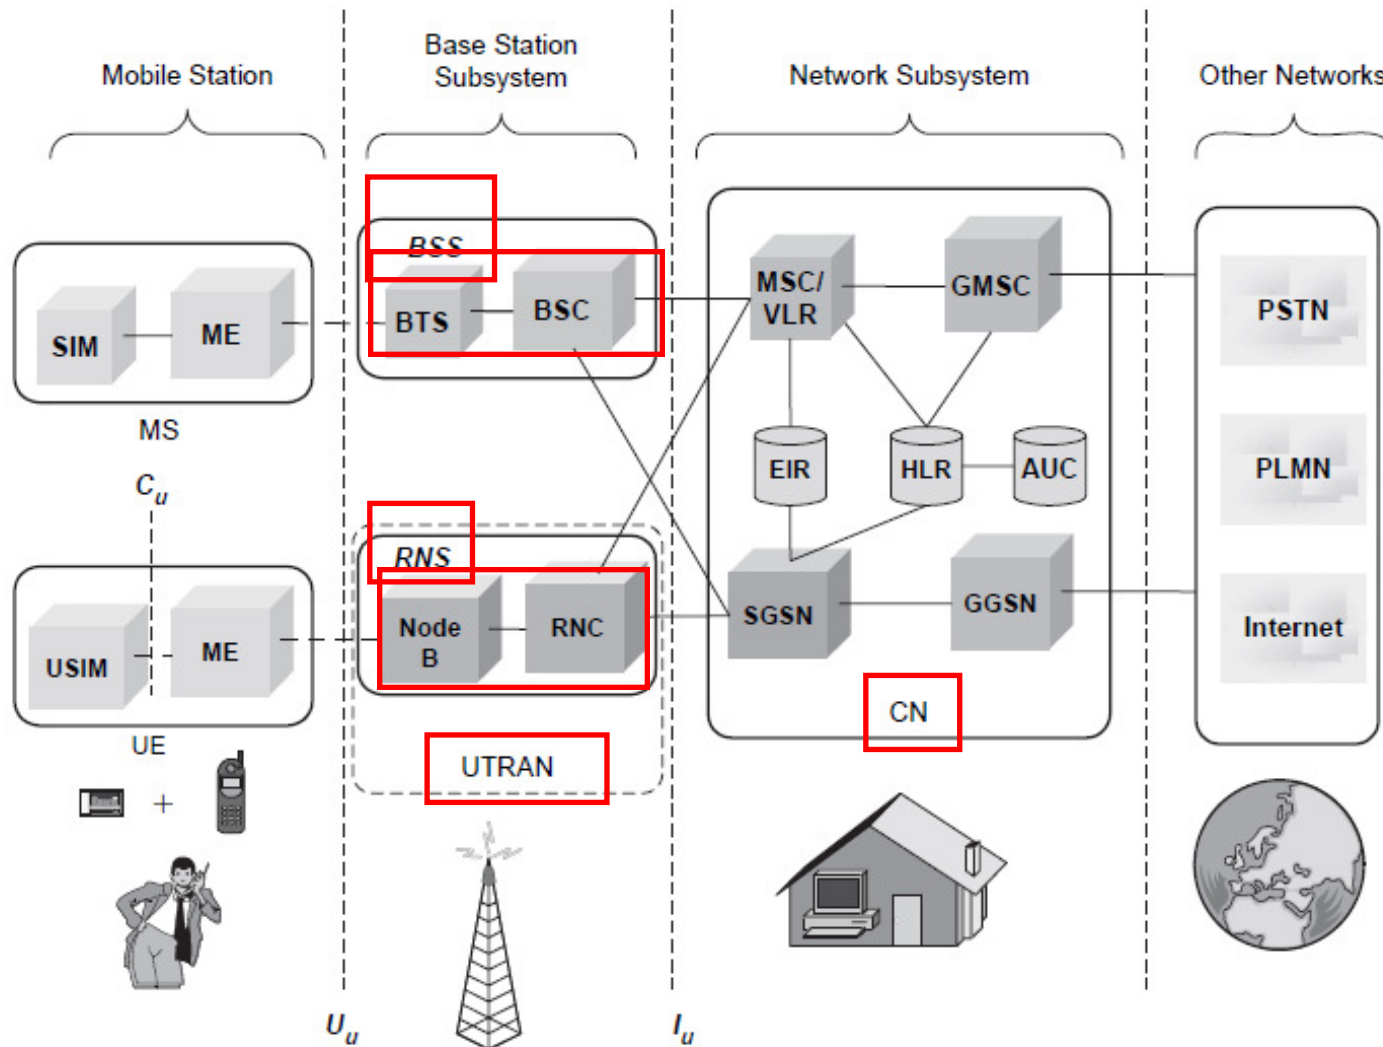 Mobile Station
Base Station
Subsystem
Network Subsystem
Other Networks
BSS
SIM
ME
BTS
BSC
MSC/
VLR
GMSC
PSTN
MS
EIR
HLR
AUC
PLMN
Cu
RNS
USIM
ME
Node
B
RNC
SGSN
GGSN
Internet
UE
UTRAN
CN
+
Uu
Iu